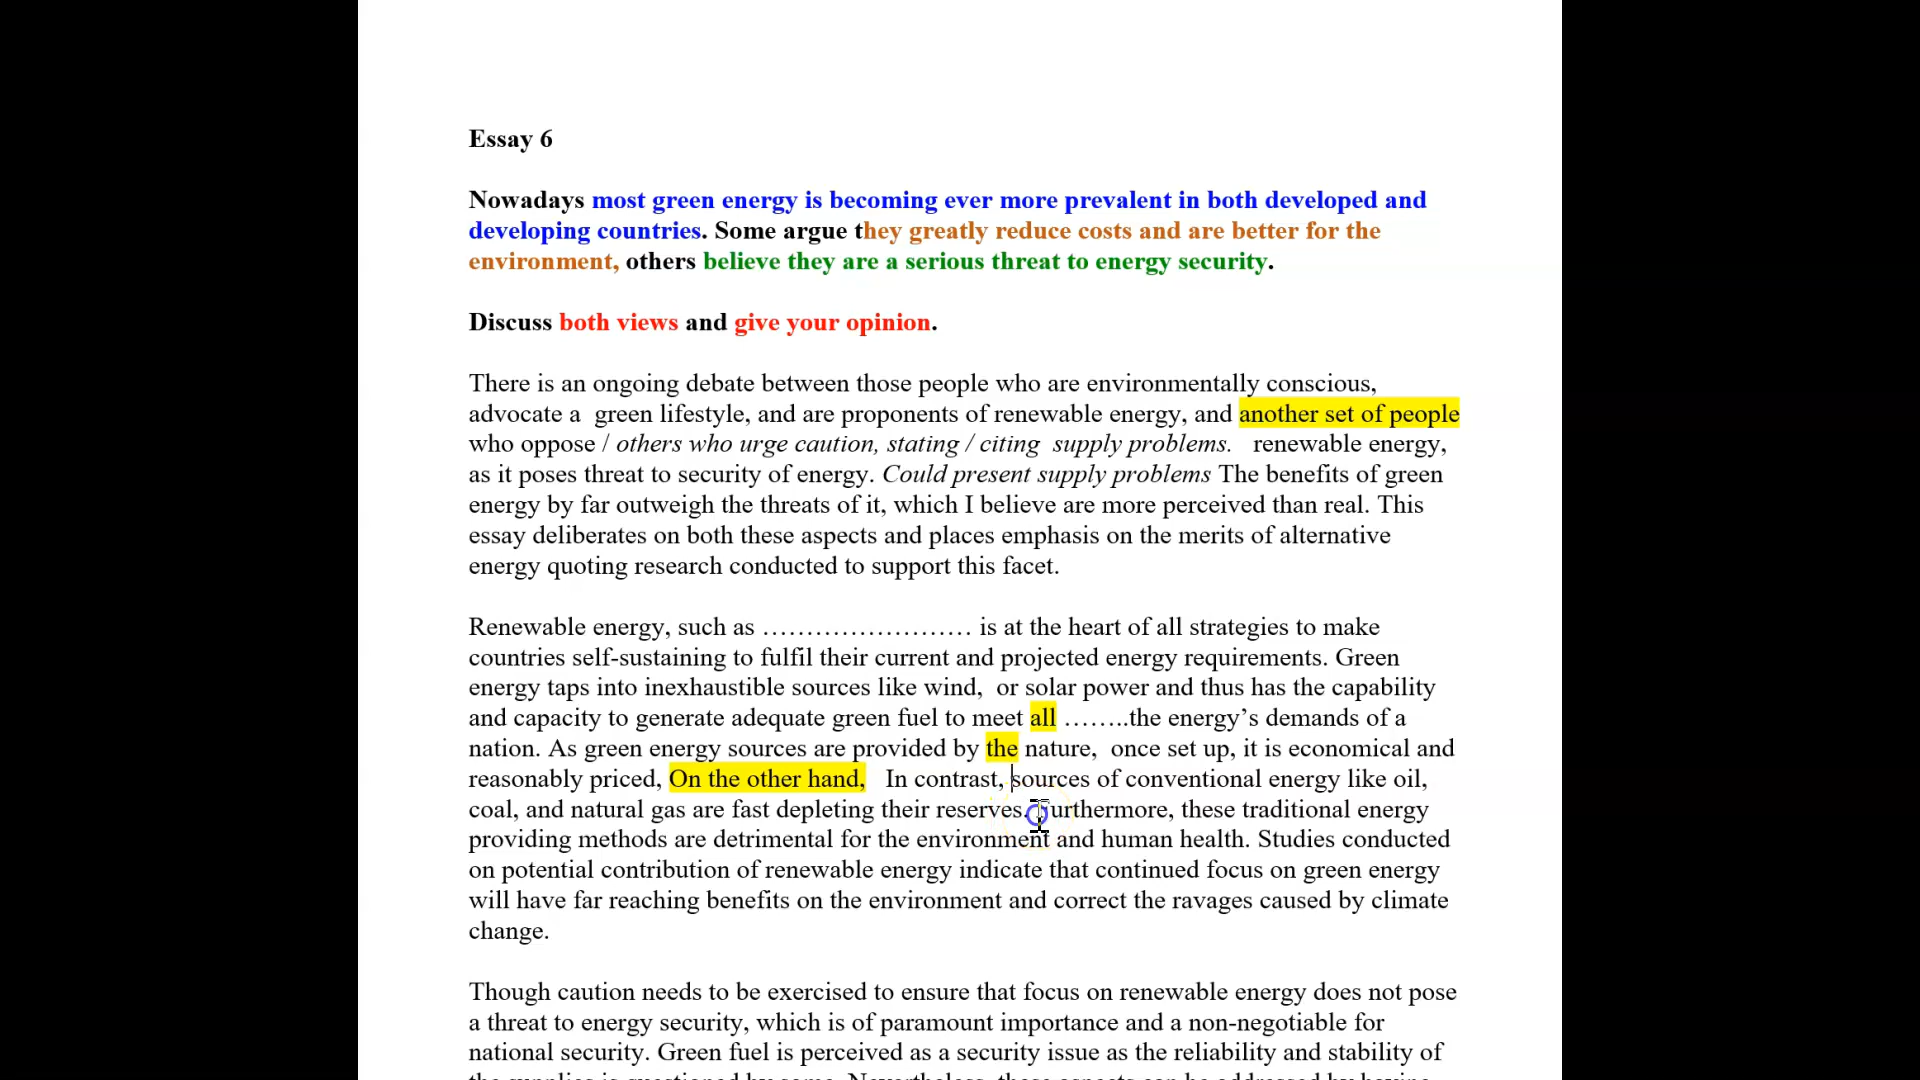 Essay 6
Nowadays most green energy is becoming ever more prevalent in both developed and
developing countries. Some argue they greatly reduce costs and are better for the
environment, others believe they are a serious threat to energy security.
Discuss both views and give your opinion.
There is an ongoing debate between those people who are environmentally conscious,
advocate a green lifestyle, and are proponents of renewable energy, and another set of people
who oppose / others who urge caution, stating / citing supply problems. renewable energy,
as it poses threat to security of energy. Could present supply problems The benefits of green
energy by far outweigh the threats of it, which I believe are more perceived than real. This
essay deliberates on both these aspects and places emphasis on the merits of alternative
energy quoting research conducted to support this facet.
Renewable energy, such as …………………… is at the heart of all strategies to make
countries self-sustaining to fulfil their current and projected energy requirements. Green
energy taps into inexhaustible sources like wind, or solar power and thus has the capability
and capacity to generate adequate green fuel to meet all ……..the energy’s demands of a
nation. As green energy sources are provided by the nature, once set up, it is economical and
reasonably priced, On the other hand, In contrast, sources of conventional energy like oil,
coal, and natural gas are fast depleting their reserves. Furthermore, these traditional energy
providing methods are detrimental for the environment and human health. Studies conducted
on potential contribution of renewable energy indicate that continued focus on green energy
will have far reaching benefits on the environment and correct the ravages caused by climate
change.
Though caution needs to be exercised to ensure that focus on renewable energy does not pose
a threat to energy security, which is of paramount importance and a non-negotiable for
national security. Green fuel is perceived as a security issue as the reliability and stability of